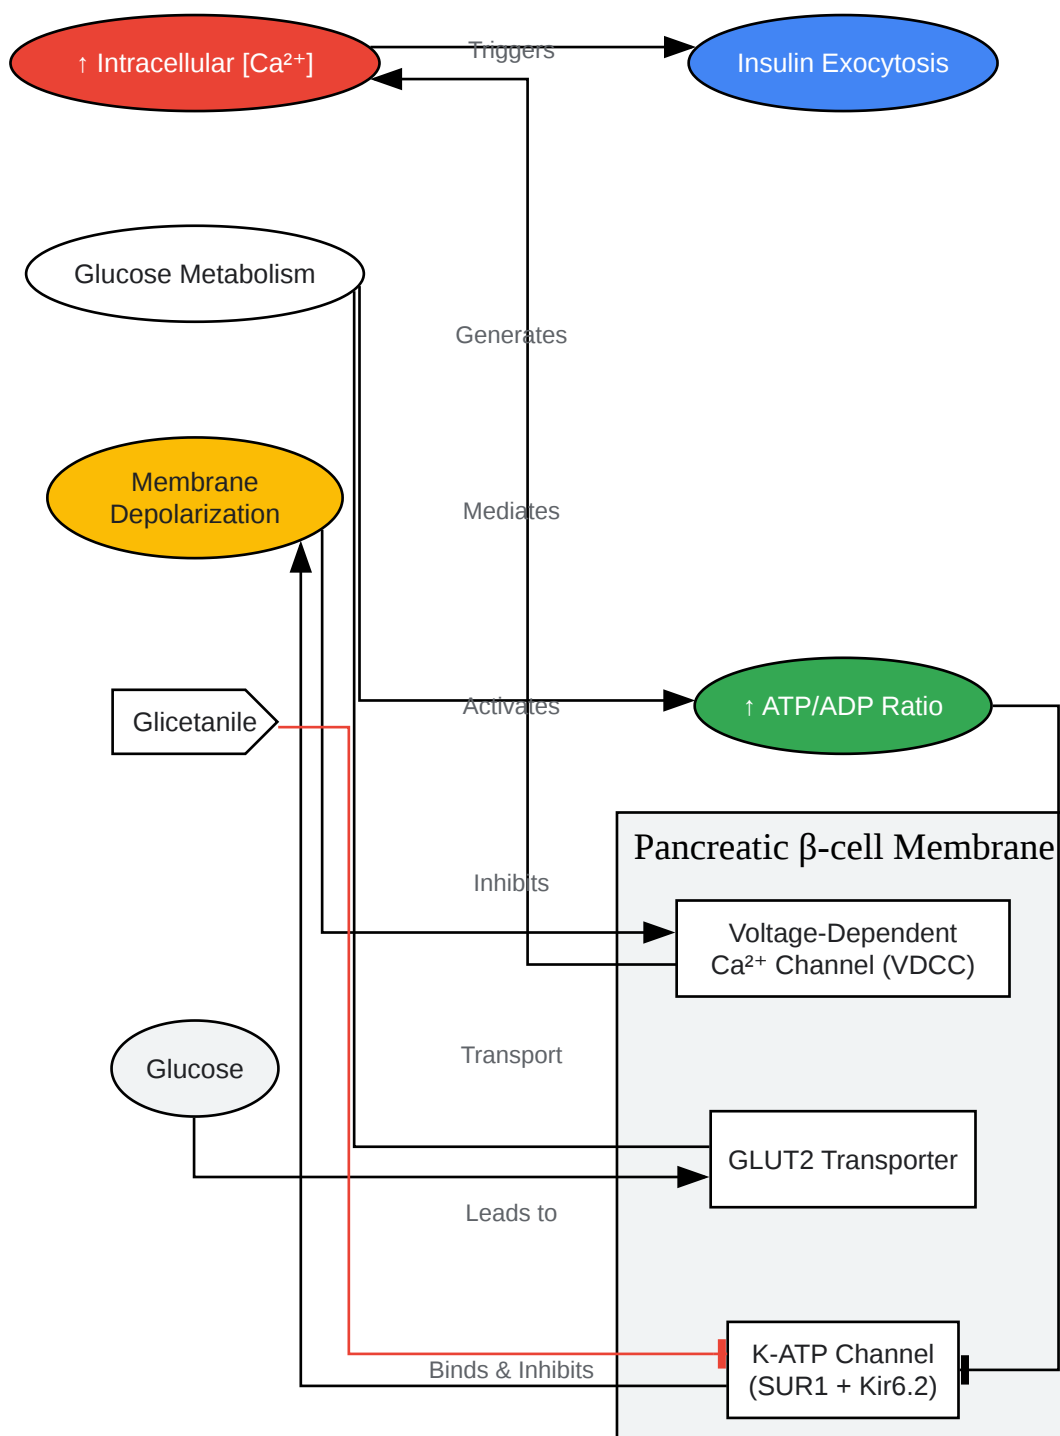 ↑ Intracellular [Ca²⁺]
Triggers
Insulin Exocytosis
Glucose Metabolism
Generates
Membrane
Depolarization
Mediates
Glicetanile
Activates
↑ ATP/ADP Ratio
Pancreatic β-cell Membrane
Inhibits
Voltage-Dependent
Ca²⁺ Channel (VDCC)
Glucose
Transport
GLUT2 Transporter
Leads to
Binds & Inhibits
K-ATP Channel
(SUR1 + Kir6.2)